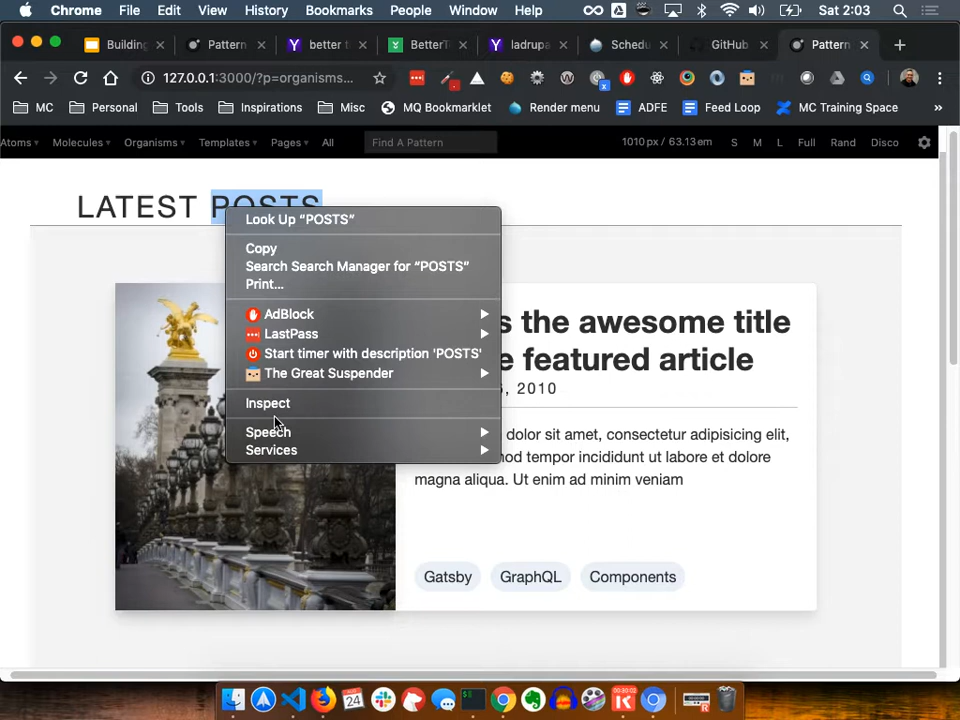 Chrome File Edit View History Bookmarks People Window Help Sat 2:03
Building Pattern better t BetterT ladrupa Schedu GitHub Pattern
127.0.0.1:3000/?p=organisms...
MC Personal Tools Inspirations Misc MQ Bookmarklet Render menu ADFE Feed Loop MC Training Space »
Atoms Molecules Organisms Templates Pages All Find A Pattern 1010 px / 63.13em S M L Full Rand Disco
LATEST POSTS
Look Up “POSTS”
Copy
Search Search Manager for “POSTS”
Print...
AdBlock
LastPass
Start timer with description 'POSTS'
The Great Suspender
Inspect
Speech
Services
s the awesome title
e featured article
, 2010
dolor sit amet, consectetur adipisicing elit,
mod tempor incididunt ut labore et dolore
magna aliqua. Ut enim ad minim veniam
Gatsby GraphQL Components